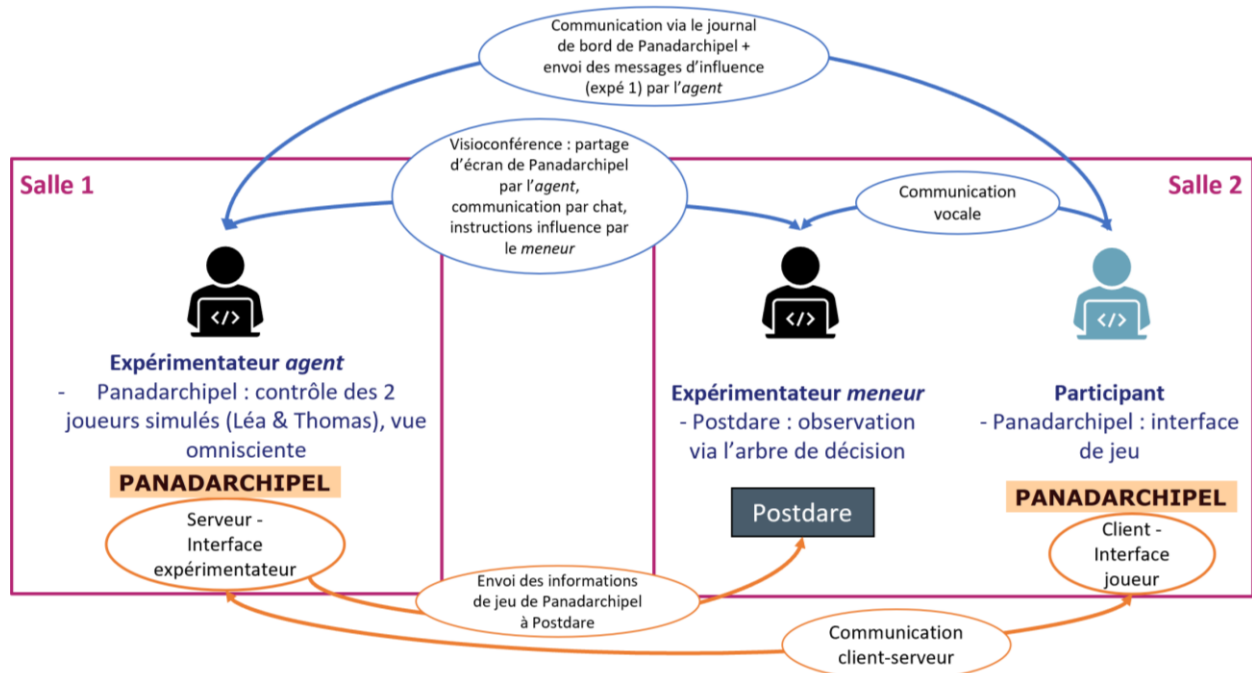 Communication via le journal
de bord de Panadarchipel +
envoi des messages d'influence
(expé 1) par l'agent
Visioconférence : partage
d'écran de Panadarchipel
par l'agent,
communication par chat,
instructions influence par
le meneur
Salle 1
Salle 2
Communication
vocale
</>
</>
</>
Expérimentateur agent
- Panadarchipel : contrôle des 2
joueurs simulés (Léa & Thomas), vue
omnisciente
PANADARCHIPEL
Serveur -
Interface
expérimentateur
Expérimentateur meneur
- Postdare : observation
via l'arbre de décision
Postdare
Participant
- Panadarchipel : interface
de jeu
PANADARCHIPEL
Client -
Interface
joueur
Envoi des informations
de jeu de Panadarchipel
à Postdare
Communication
client-serveur